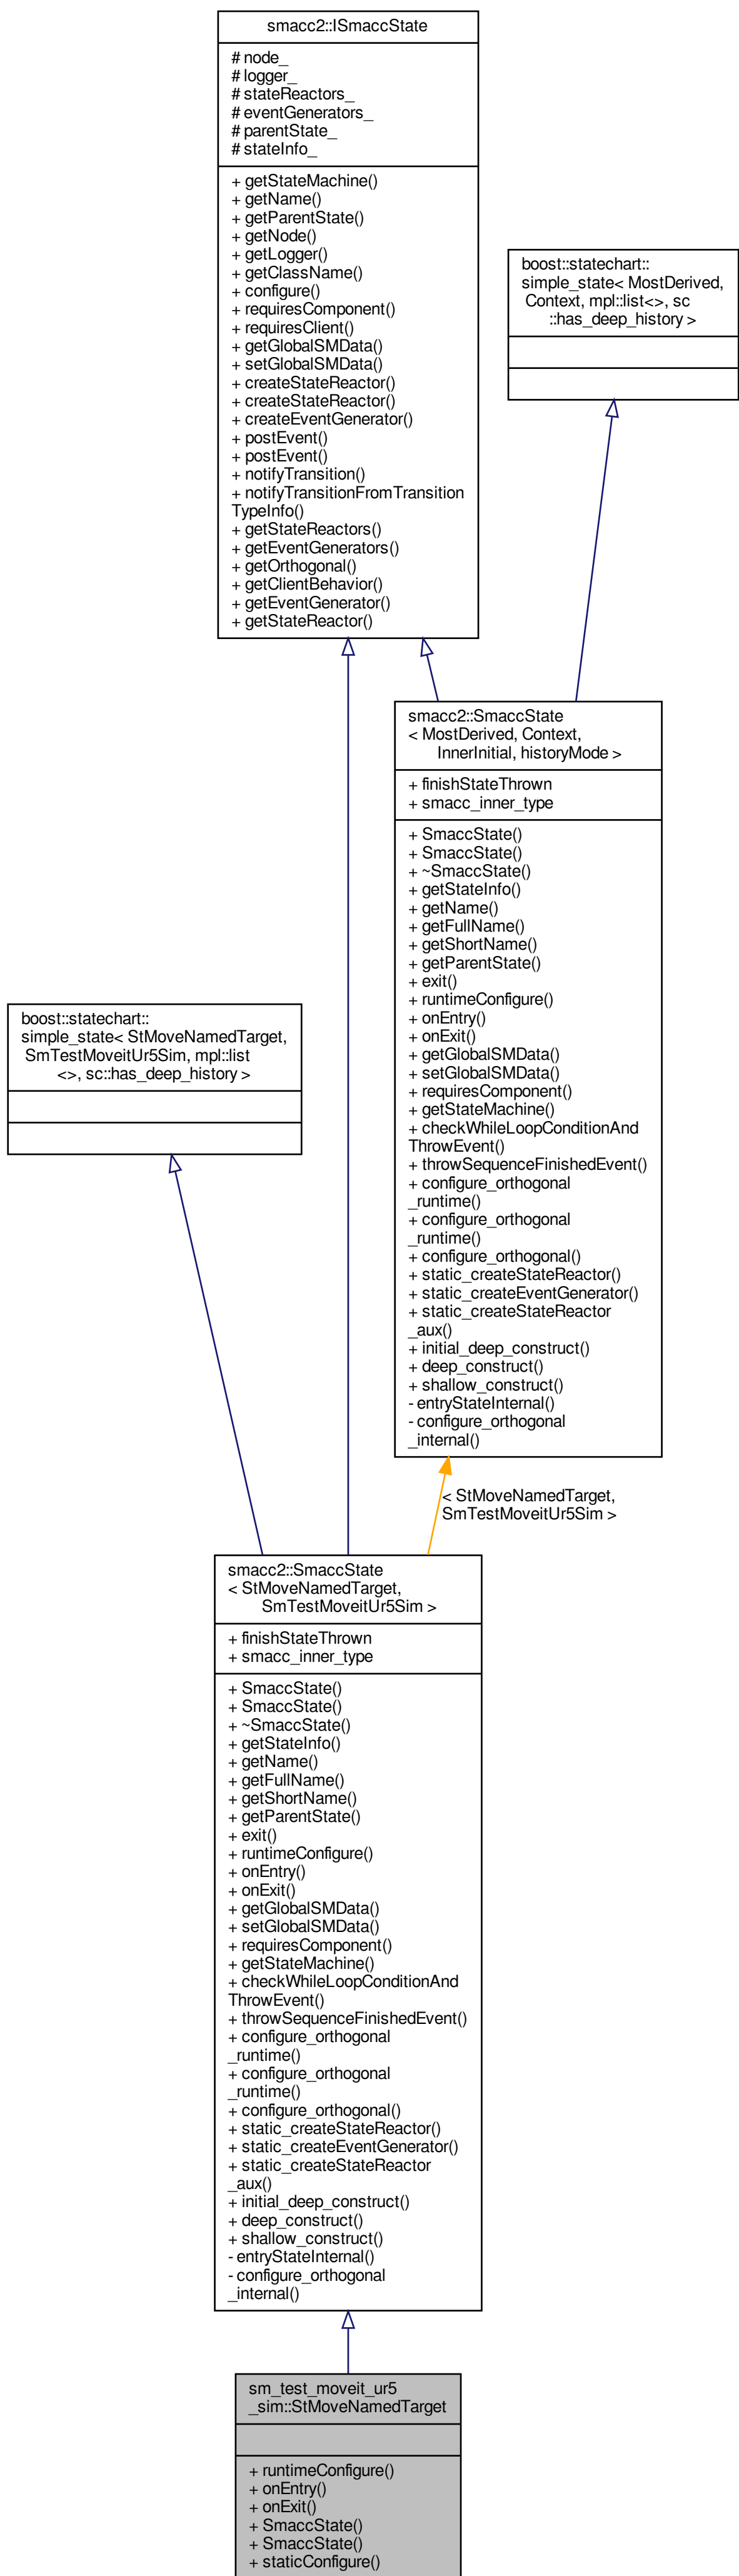 smacc2::ISmaccState
# node_
# logger_
# stateReactors_
# eventGenerators_
# parentState_
# stateInfo_
+ getStateMachine()
+ getName()
+ getParentState()
+ getNode()
+ getLogger()
+ getClassName()
+ configure()
+ requiresComponent()
+ requiresClient()
+ getGlobalSMData()
+ setGlobalSMData()
+ createStateReactor()
+ createStateReactor()
+ createEventGenerator()
+ postEvent()
+ postEvent()
+ notifyTransition()
+ notifyTransitionFromTransition
TypeInfo()
+ getStateReactors()
+ getEventGenerators()
+ getOrthogonal()
+ getClientBehavior()
+ getEventGenerator()
+ getStateReactor()
boost::statechart::
simple_state< MostDerived,
Context, mpl::list<>, sc
::has_deep_history >
smacc2::SmaccState
< MostDerived, Context,
InnerInitial, historyMode >
+ finishStateThrown
+ smacc_inner_type
+ SmaccState()
+ SmaccState()
+ ~SmaccState()
+ getStateInfo()
+ getName()
+ getFullName()
+ getShortName()
+ getParentState()
+ exit()
+ runtimeConfigure()
+ onEntry()
+ onExit()
+ getGlobalSMData()
+ setGlobalSMData()
+ requiresComponent()
+ getStateMachine()
+ checkWhileLoopConditionAnd
ThrowEvent()
+ throwSequenceFinishedEvent()
+ configure_orthogonal
_runtime()
+ configure_orthogonal
_runtime()
+ configure_orthogonal()
+ static_createStateReactor()
+ static_createEventGenerator()
+ static_createStateReactor
_aux()
+ initial_deep_construct()
+ deep_construct()
+ shallow_construct()
- entryStateInternal()
- configure_orthogonal
_internal()
boost::statechart::
simple_state< StMoveNamedTarget,
SmTestMoveitUr5Sim, mpl::list
<>, sc::has_deep_history >
< StMoveNamedTarget,
SmTestMoveitUr5Sim >
smacc2::SmaccState
< StMoveNamedTarget,
SmTestMoveitUr5Sim >
+ finishStateThrown
+ smacc_inner_type
+ SmaccState()
+ SmaccState()
+ ~SmaccState()
+ getStateInfo()
+ getName()
+ getFullName()
+ getShortName()
+ getParentState()
+ exit()
+ runtimeConfigure()
+ onEntry()
+ onExit()
+ getGlobalSMData()
+ setGlobalSMData()
+ requiresComponent()
+ getStateMachine()
+ checkWhileLoopConditionAnd
ThrowEvent()
+ throwSequenceFinishedEvent()
+ configure_orthogonal
_runtime()
+ configure_orthogonal
_runtime()
+ configure_orthogonal()
+ static_createStateReactor()
+ static_createEventGenerator()
+ static_createStateReactor
_aux()
+ initial_deep_construct()
+ deep_construct()
+ shallow_construct()
- entryStateInternal()
- configure_orthogonal
_internal()
sm_test_moveit_ur5
_sim::StMoveNamedTarget
+ runtimeConfigure()
+ onEntry()
+ onExit()
+ SmaccState()
+ SmaccState()
+ staticConfigure()